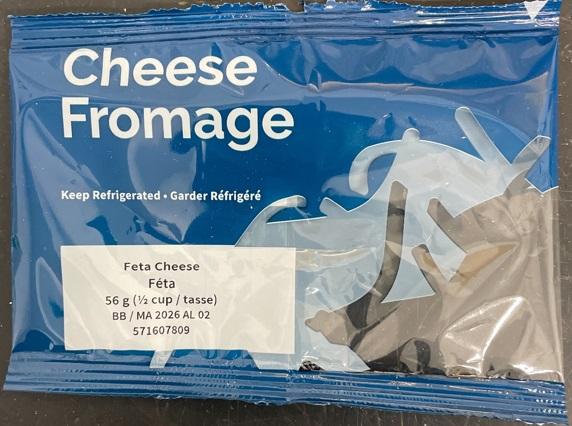 Cheese
Fromage
Keep Refrigerated • Garder Réfrigéré
Feta Cheese
Féta
56 g (½ cup / tasse)
BB / MA 2026 AL 02
571607809